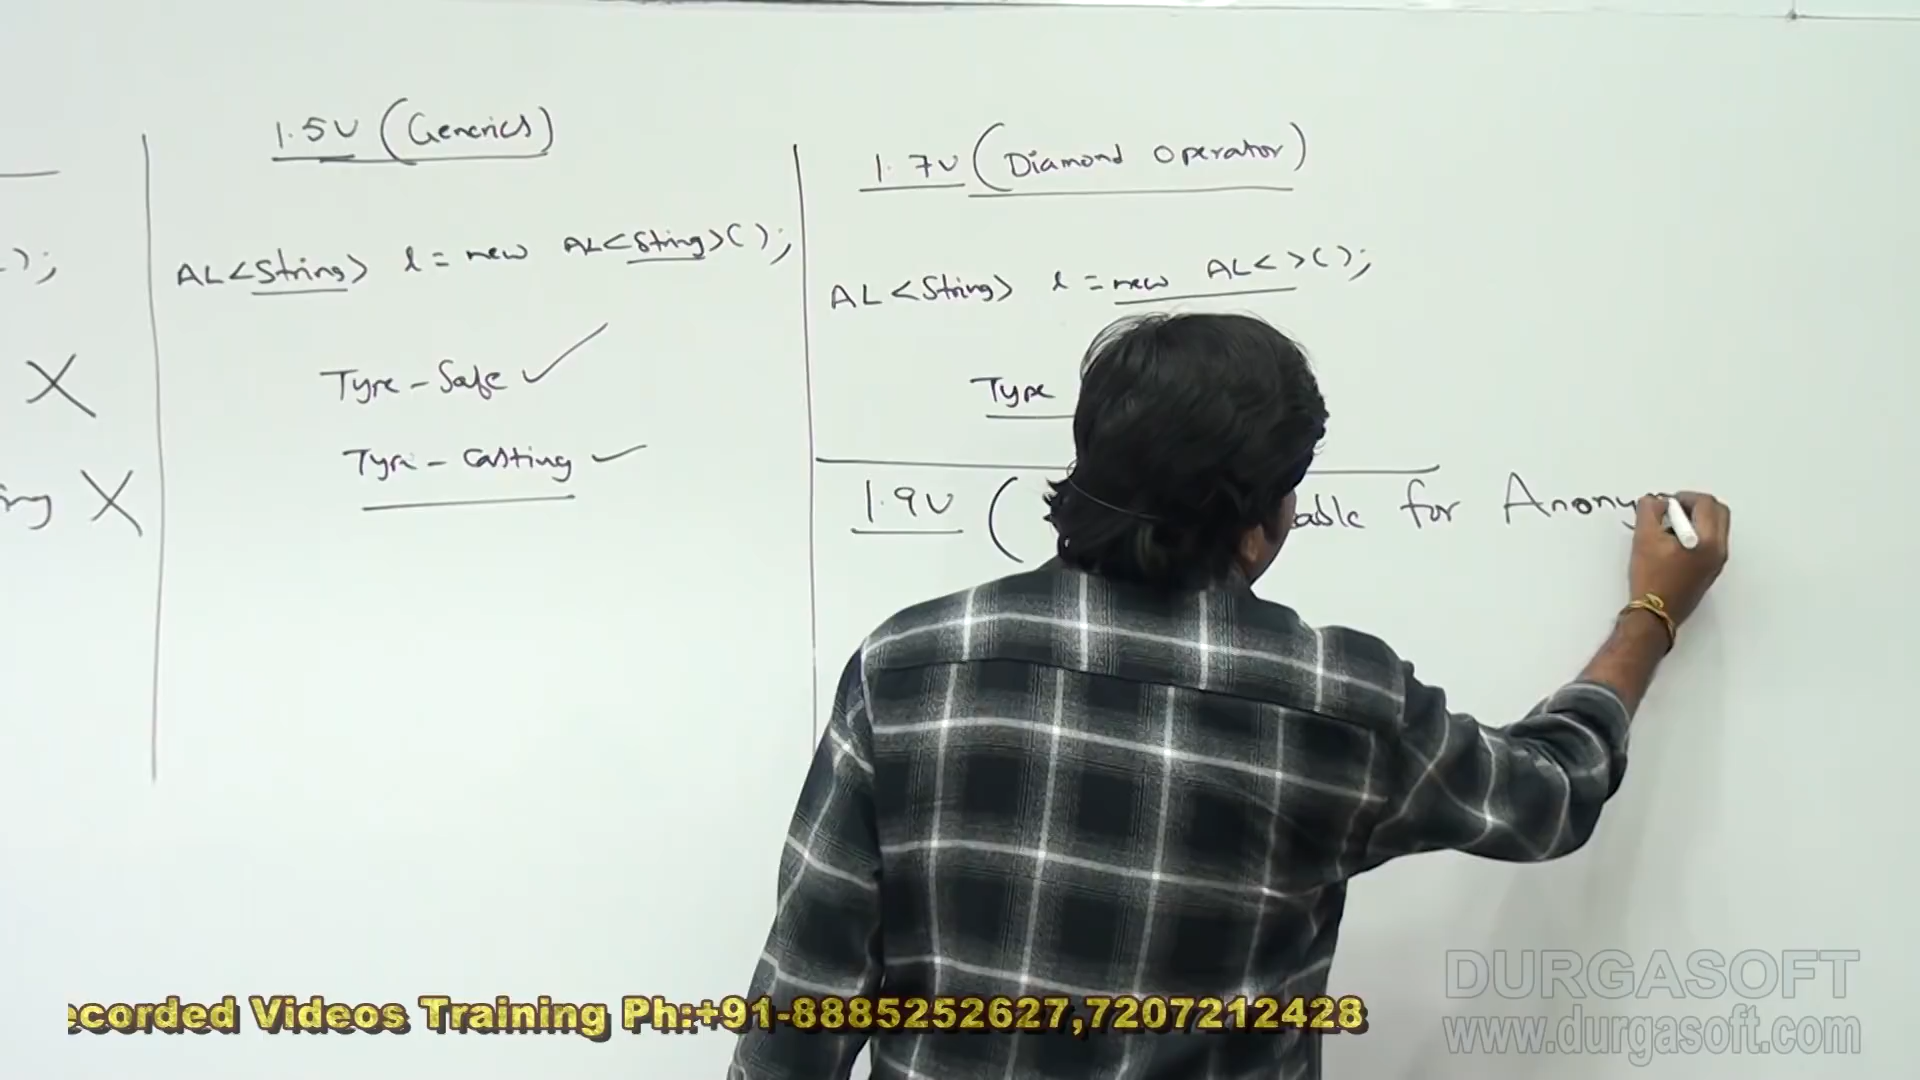 );
X
ing X
1.5V (Generics)
AL<String> l = new AL<String>();
Type-Safe ✓
Type-Casting ✓
1.7V (Diamond Operator)
AL<String> l = new AL<>();
Type
1.9V ( able for Anony
ecorded Videos Training Ph:+91-8885252627,7207212428
DURGASOFT
www.durgasoft.com